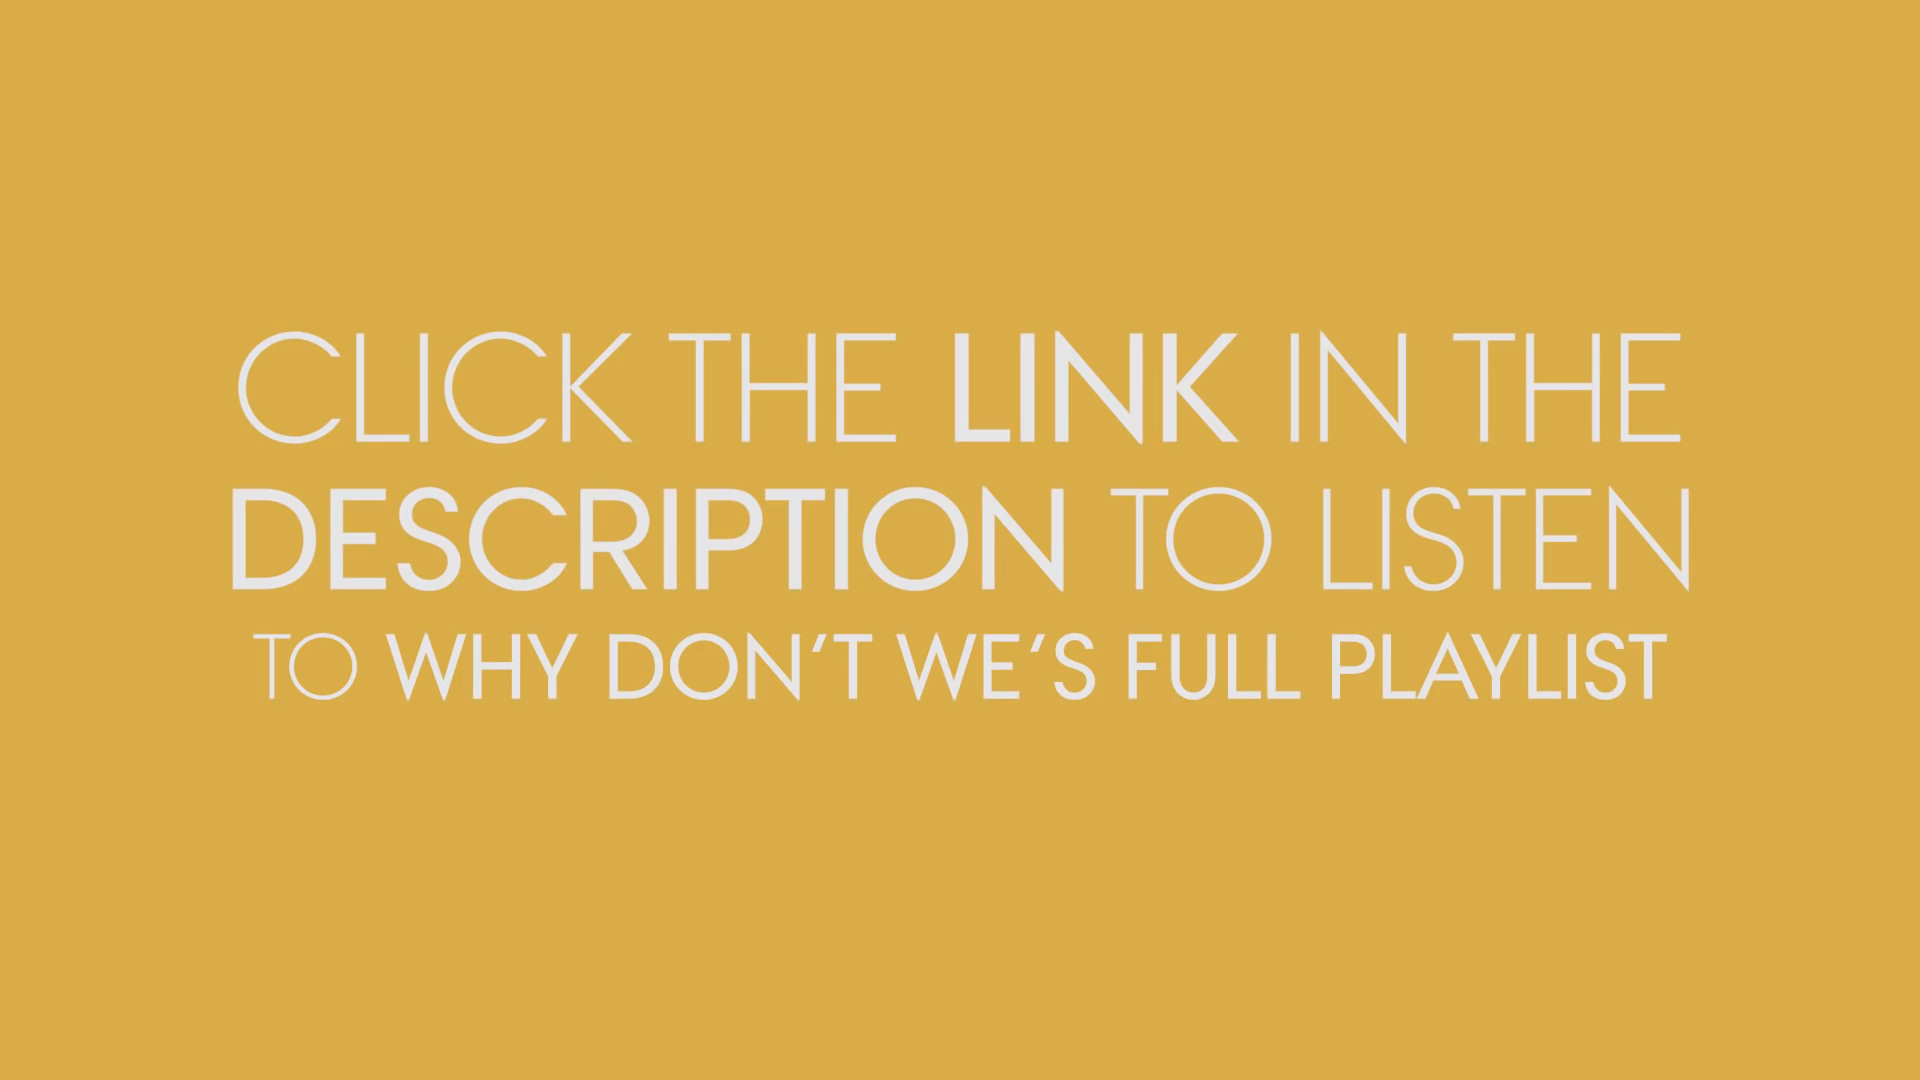 CLICK THE LINK IN THE
DESCRIPTION TO LISTEN
TO WHY DON’T WE’S FULL PLAYLIST